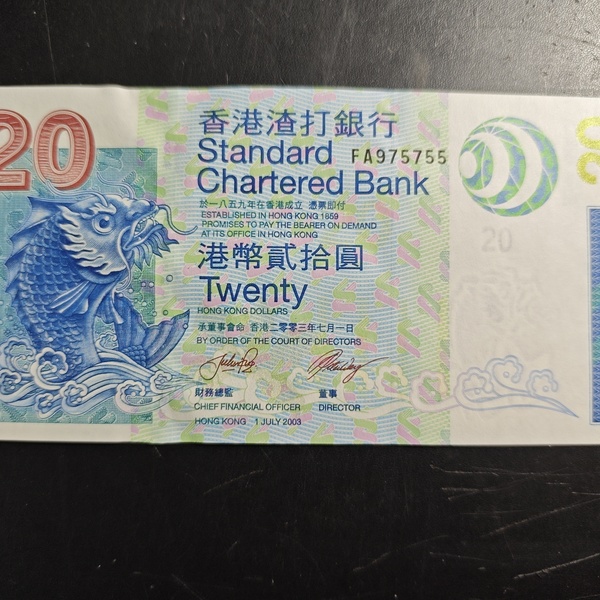 20
香港渣打銀行
Standard
Chartered Bank
FA975755
於一八五九年在香港成立 憑票即付
ESTABLISHED IN HONG KONG 1859
PROMISES TO PAY THE BEARER ON DEMAND
AT ITS OFFICE IN HONG KONG
港幣貳拾圓
Twenty
HONG KONG DOLLARS
承董事會命 香港二零零三年七月一日
BY ORDER OF THE COURT OF DIRECTORS
財務總監 董事
CHIEF FINANCIAL OFFICER DIRECTOR
HONG KONG 1 JULY 2003
20
20